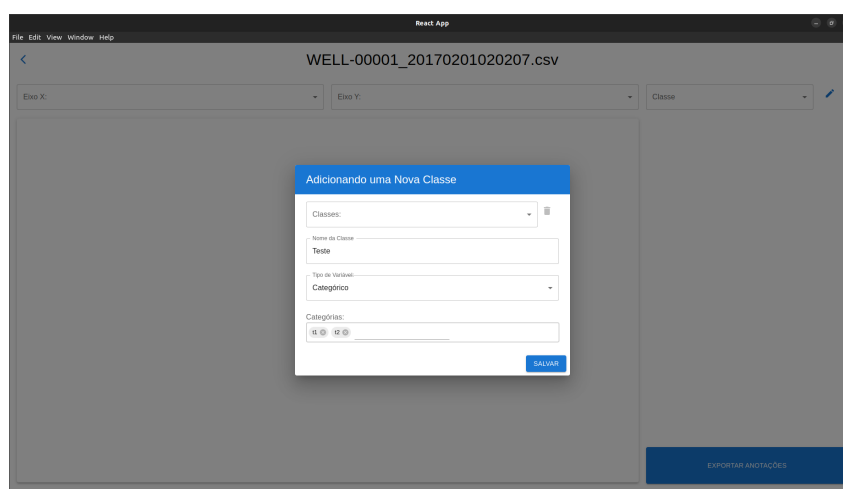 React App
File Edit View Window Help
WELL-00001_20170201020207.csv
Eixo X: Eixo Y: Classe
Adicionando uma Nova Classe
Classes:
Nome da Classe
Teste
Tipo de Variável:
Categórico
Categórias:
t1 t2
SALVAR
EXPORTAR ANOTAÇÕES